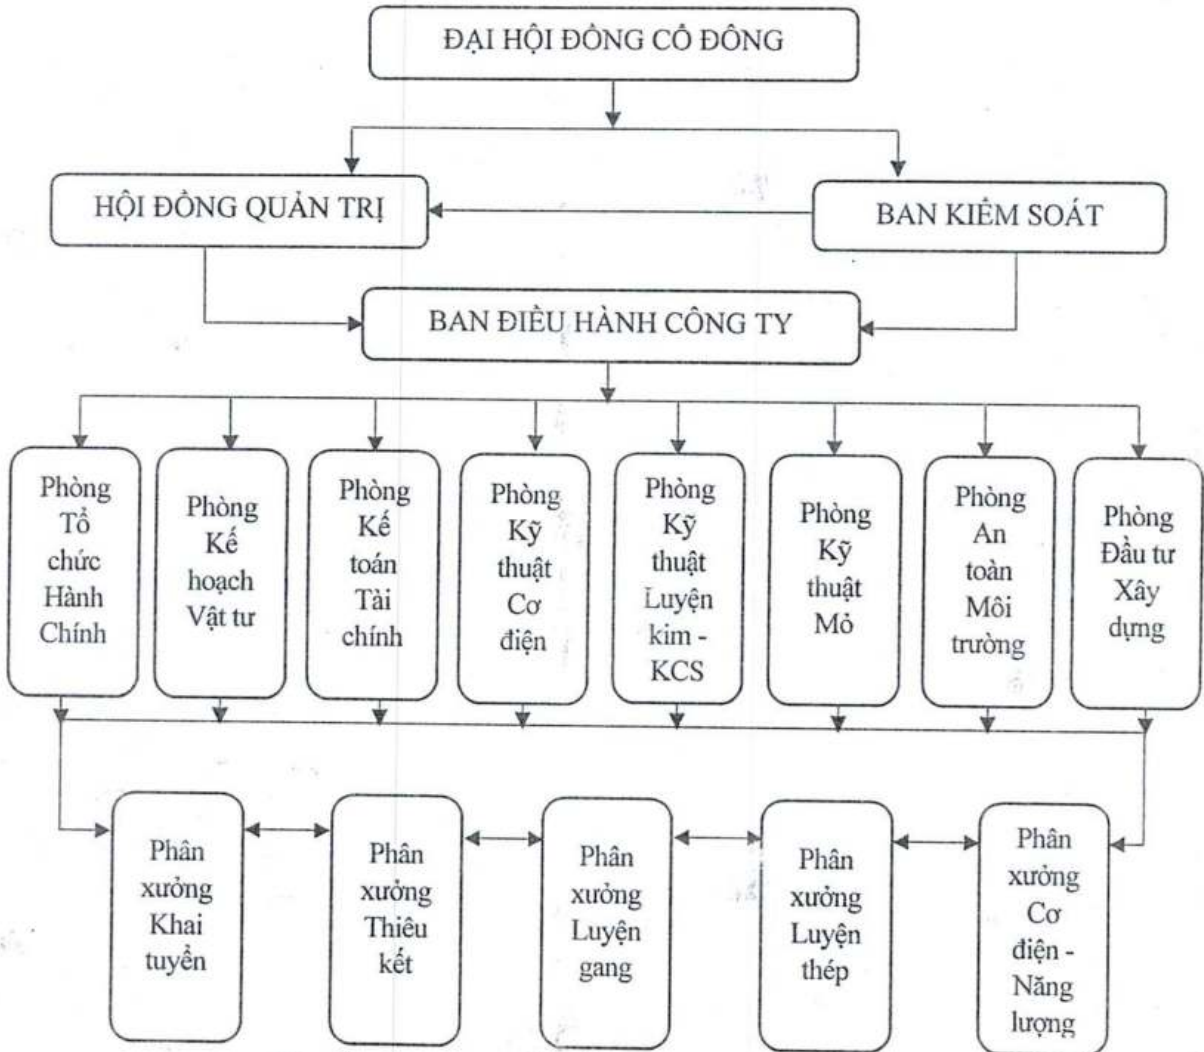 ĐẠI HỘI ĐỒNG CỔ ĐÔNG
HỘI ĐỒNG QUẢN TRỊ
BAN KIỂM SOÁT
BAN ĐIỀU HÀNH CÔNG TY
Phòng
Tổ
chức
Hành
Chính
Phòng
Kế
hoạch
Vật tư
Phòng
Kế
toán
Tài
chính
Phòng
Kỹ
thuật
Cơ
điện
Phòng
Kỹ
thuật
Luyện
kim -
KCS
Phòng
Kỹ
thuật
Mỏ
Phòng
An
toàn
Môi
trường
Phòng
Đầu tư
Xây
dựng
Phân
xưởng
Khai
tuyển
Phân
xưởng
Thiêu
kết
Phân
xưởng
Luyện
gang
Phân
xưởng
Luyện
thép
Phân
xưởng
Cơ
điện -
Năng
lượng